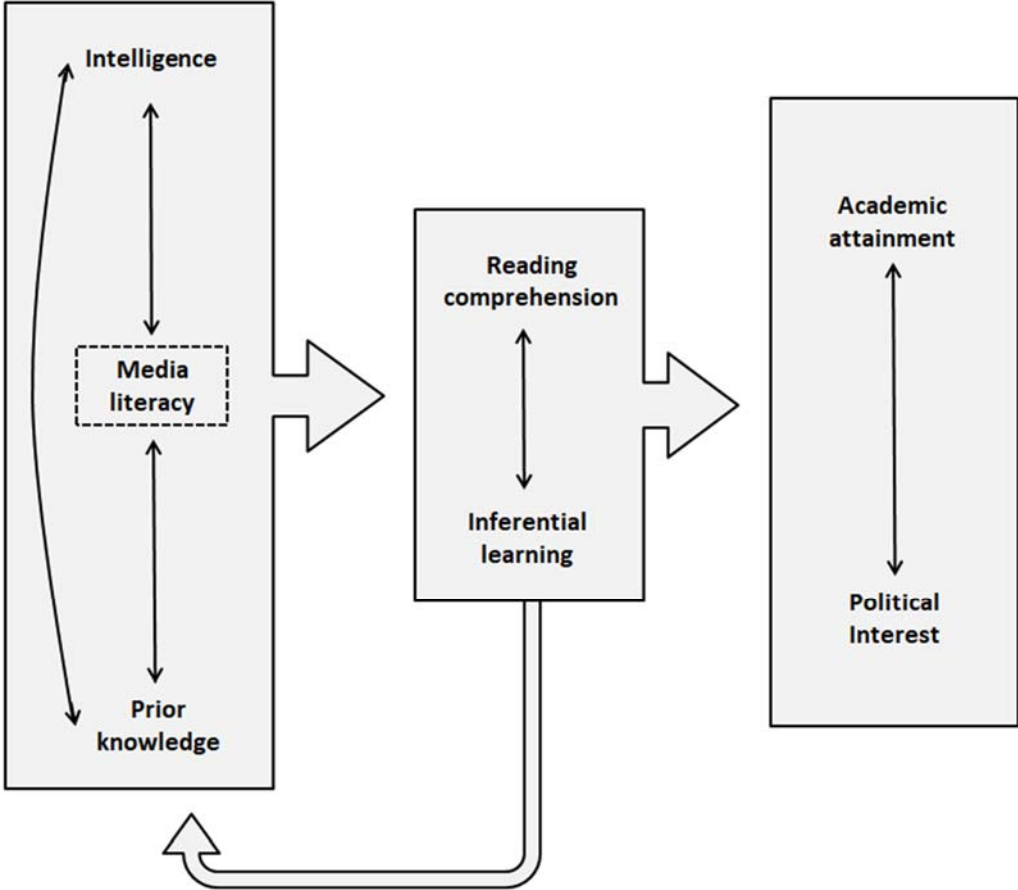 Intelligence
Media
literacy
Prior
knowledge
Reading
comprehension
Inferential
learning
Academic
attainment
Political
Interest